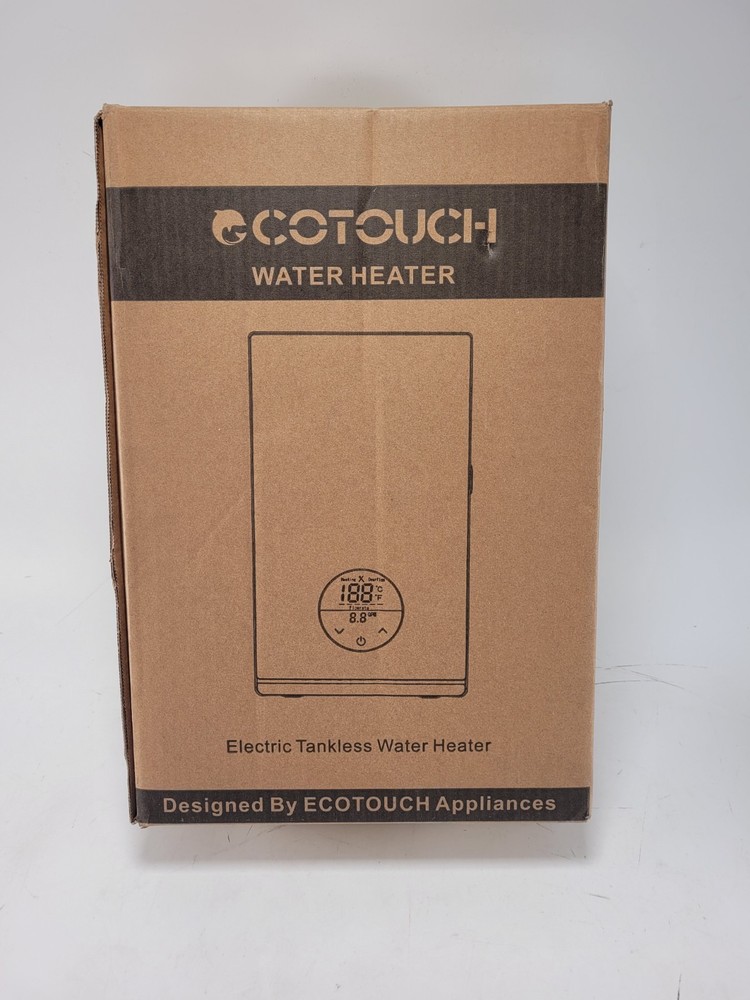 ECOTOUCH
WATER HEATER
188 °C
°F
8.8
Electric Tankless Water Heater
Designed By ECOTOUCH Appliances